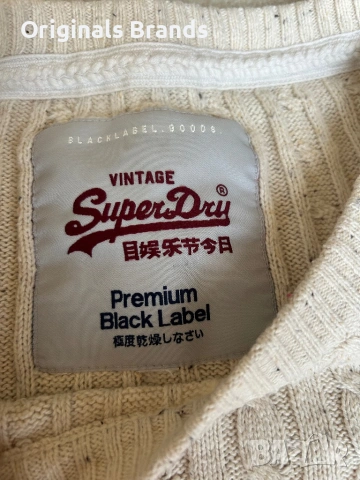 Originals Brands
BLACKLABEL.GOODS.
VINTAGE
SuperDry®
目娱乐节今日
Premium
Black Label
極度乾燥しなさい